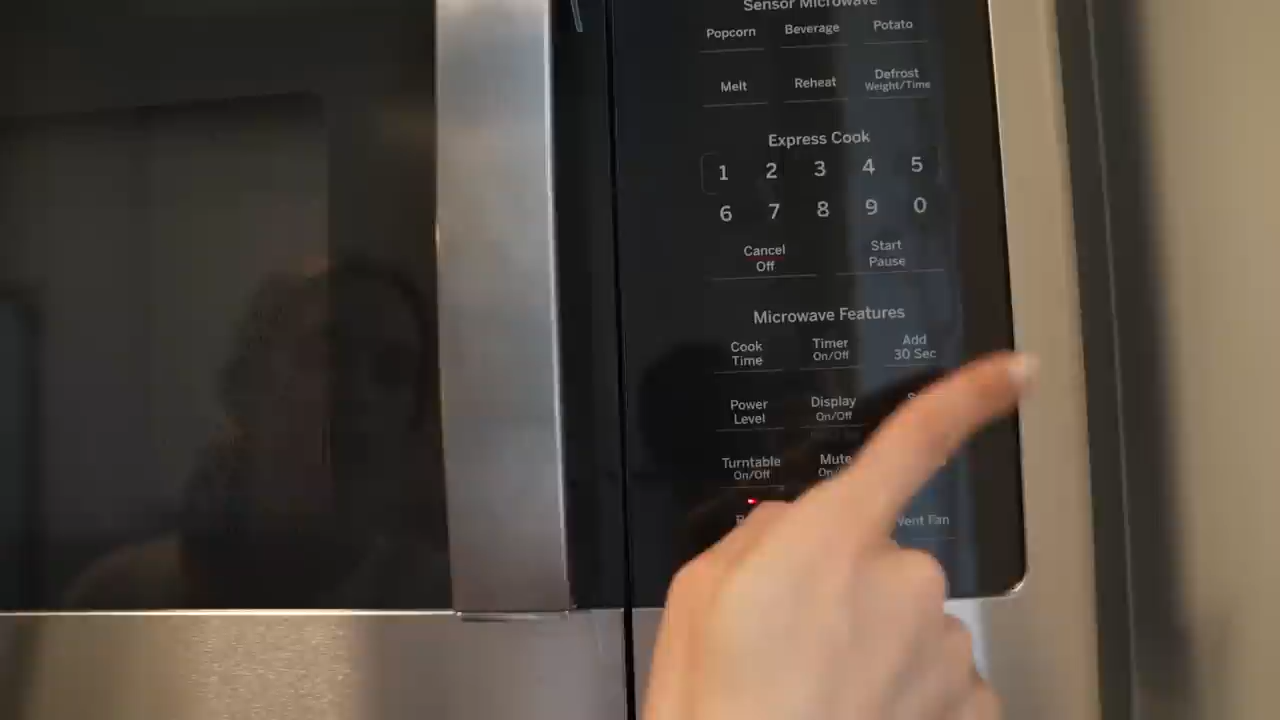 Sensor Microwave
Popcorn Beverage Potato
Melt Reheat Defrost
Weight/Time
Express Cook
1 2 3 4 5
6 7 8 9 0
Cancel Start
Off Pause
Microwave Features
Cook Timer Add
Time On/Off 30 Sec
Power Display
Level On/Off
Turntable Mute
On/Off
Vent Fan